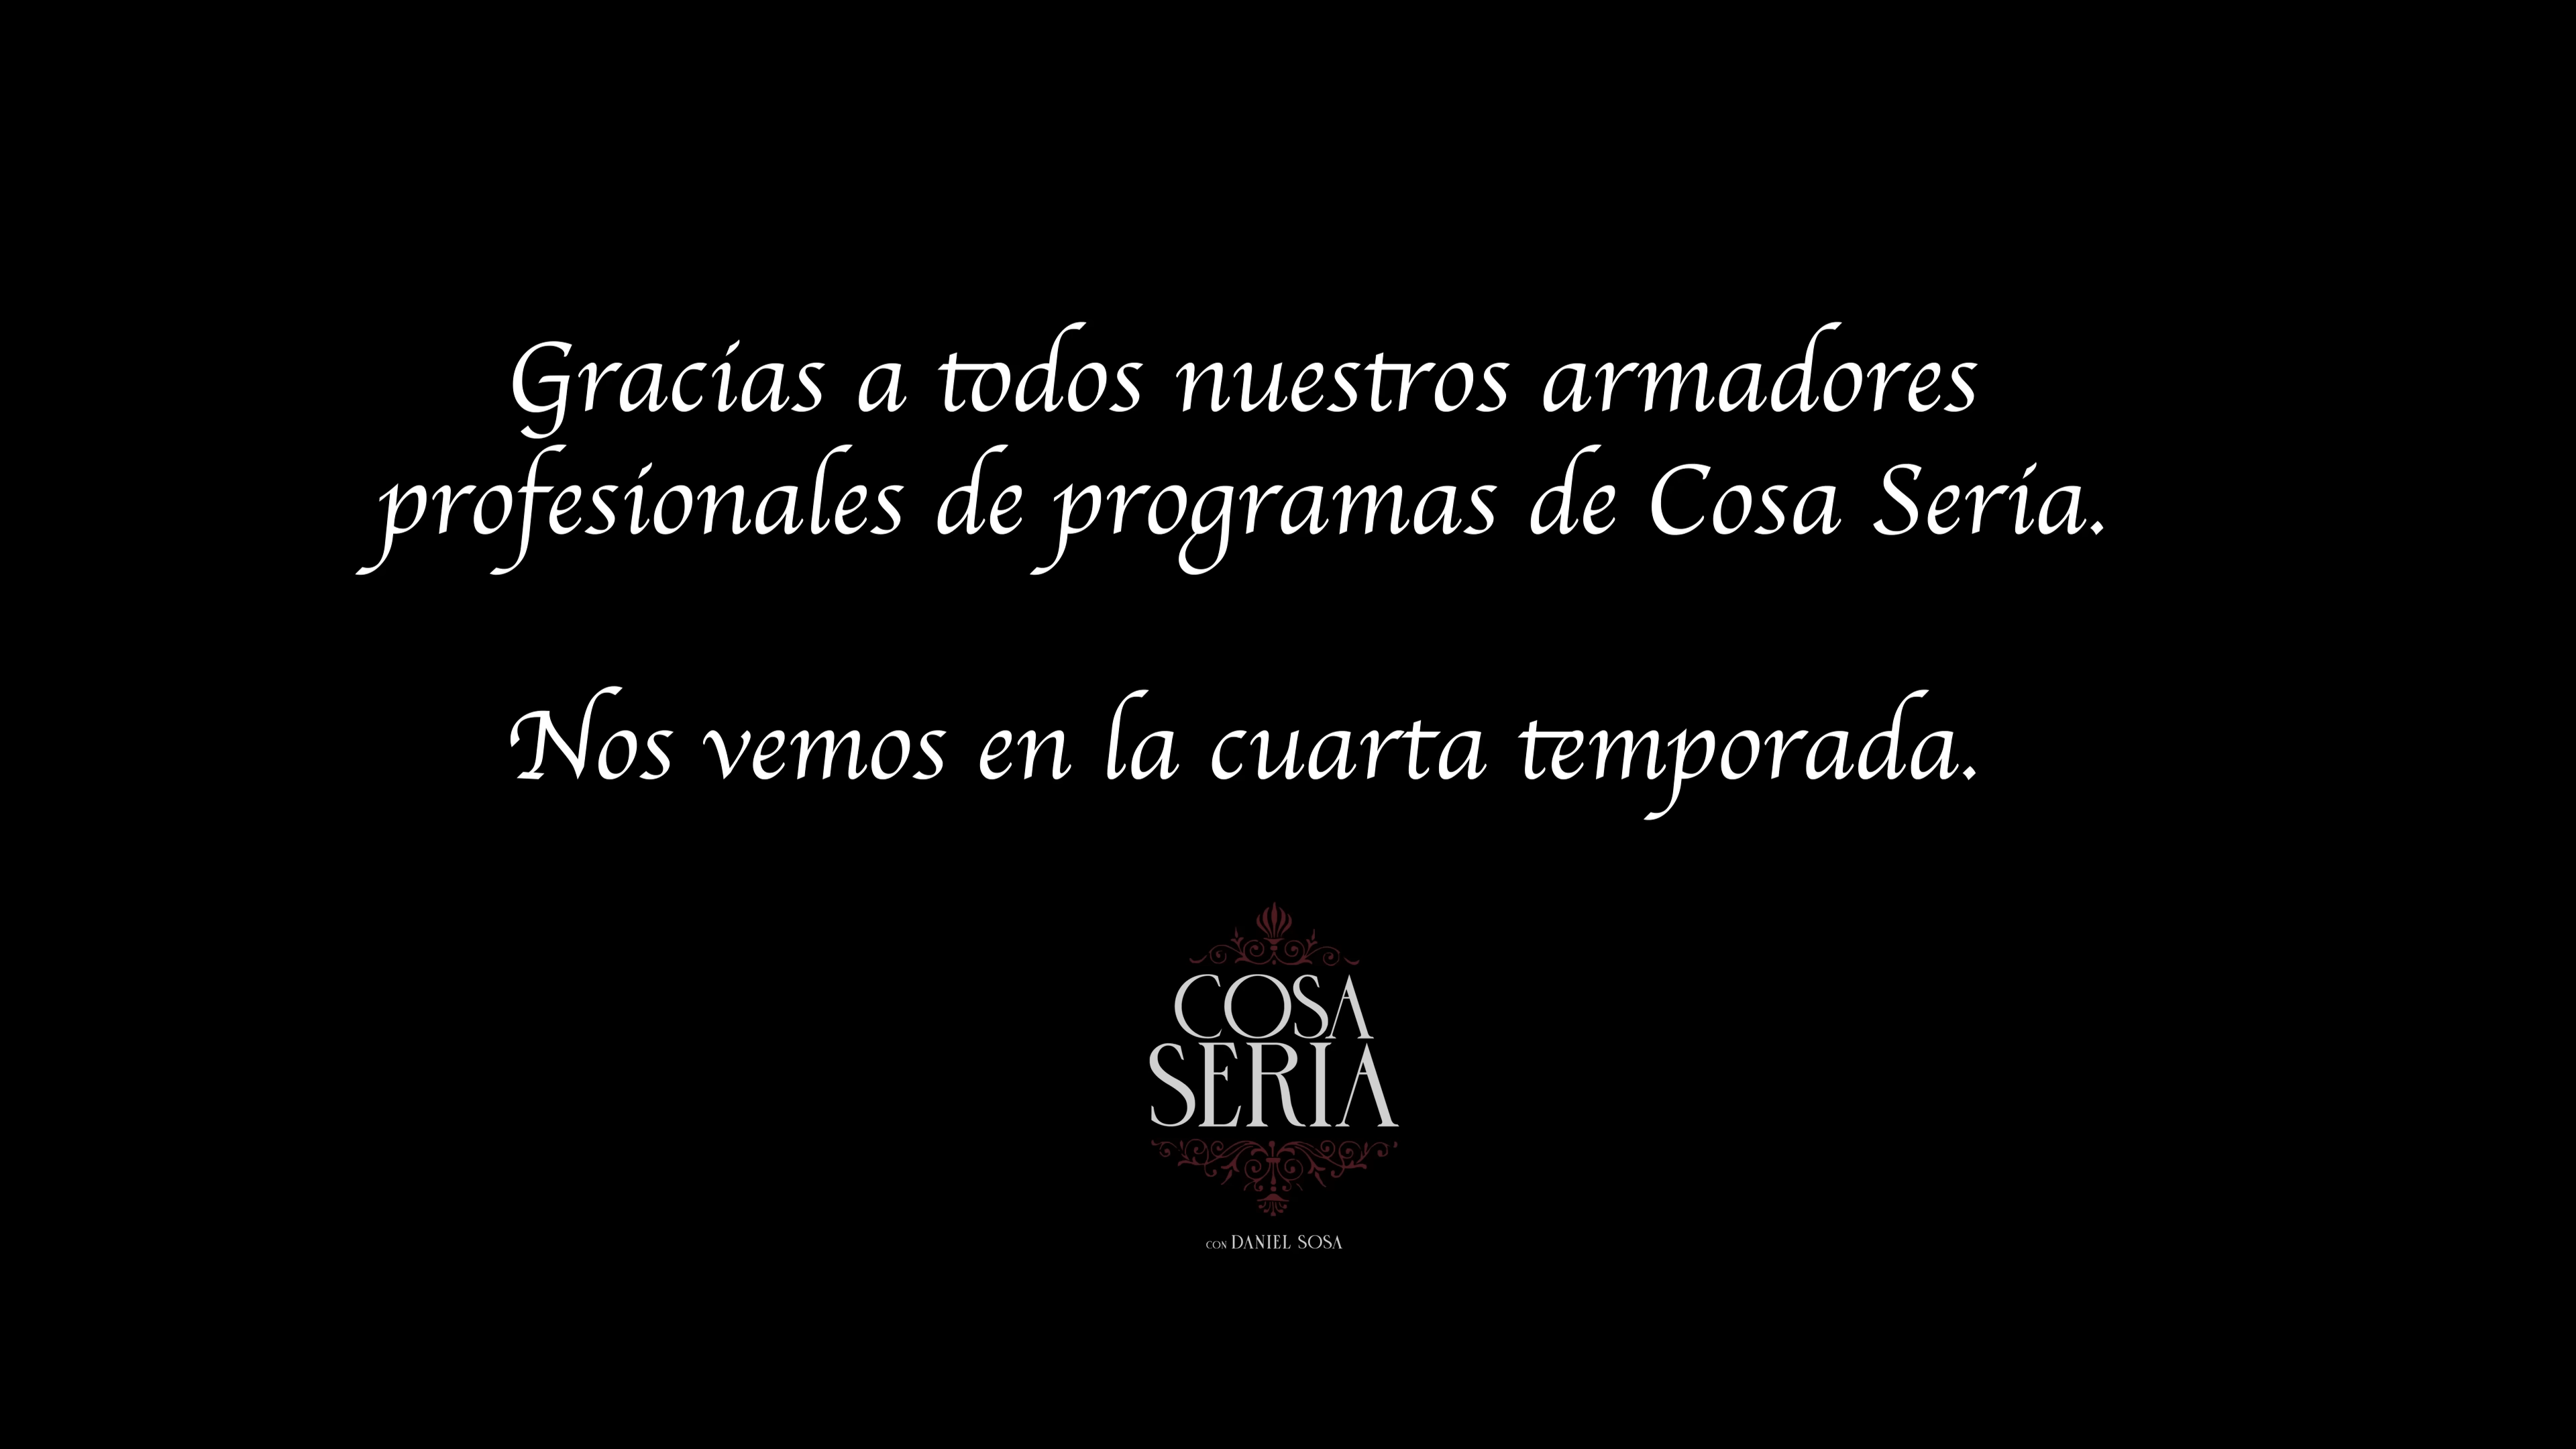 Gracias a todos nuestros armadores
profesionales de programas de Cosa Seria.
Nos vemos en la cuarta temporada.
COSA
SERIA
CON DANIEL SOSA